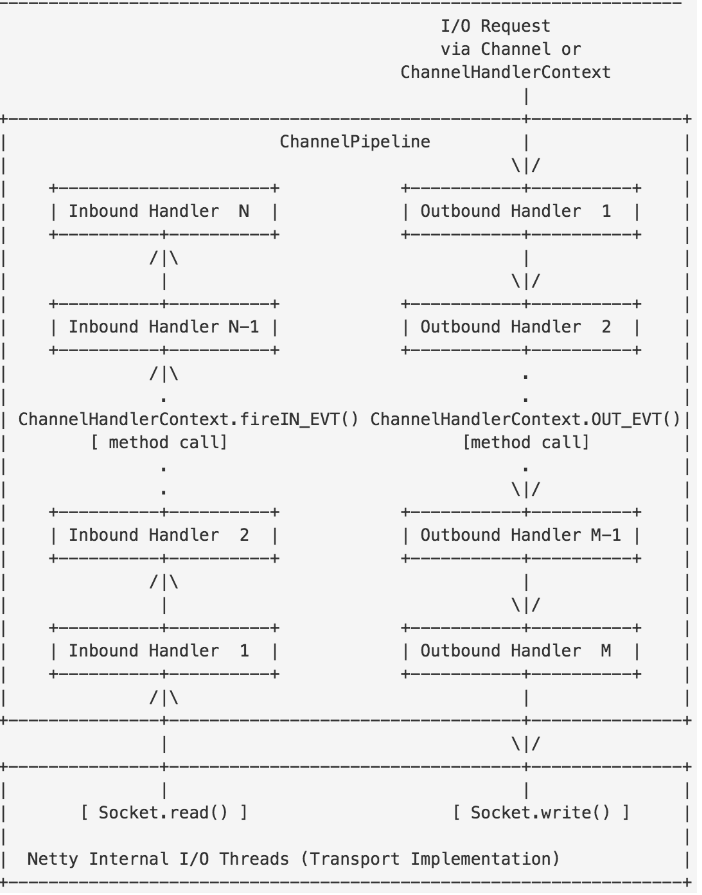 I/O Request
via Channel or
ChannelHandlerContext
ChannelPipeline
Inbound Handler N
Outbound Handler 1
Inbound Handler N-1
Outbound Handler 2
ChannelHandlerContext.fireIN_EVT() ChannelHandlerContext.OUT_EVT()
[ method call]
[method call]
Inbound Handler 2
Outbound Handler M-1
Inbound Handler 1
Outbound Handler M
[ Socket.read() ]
[ Socket.write() ]
Netty Internal I/O Threads (Transport Implementation)